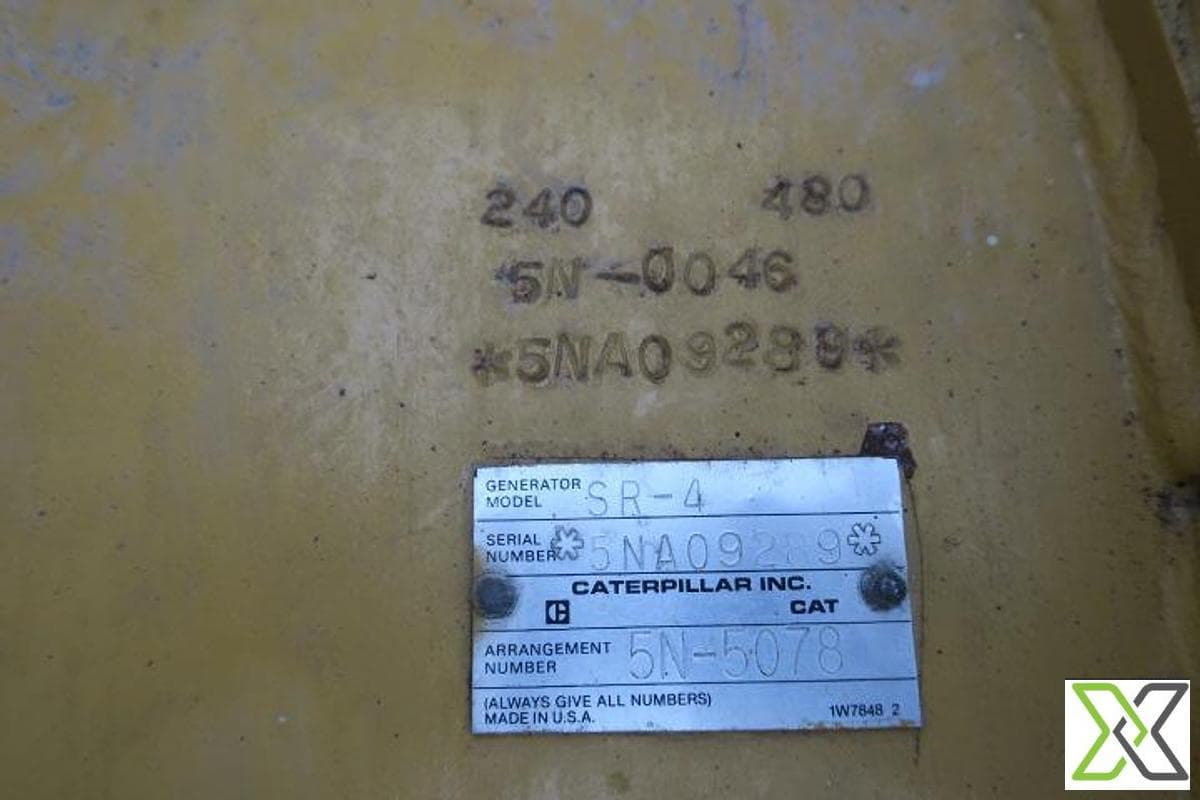 240 480
*5N-0046
*5NA09289*
GENERATOR
MODEL SR-4
SERIAL
NUMBER *5NA09289*
CATERPILLAR INC.
C CAT
ARRANGEMENT
NUMBER 5N-5078
(ALWAYS GIVE ALL NUMBERS)
MADE IN U.S.A. 1W7848 2